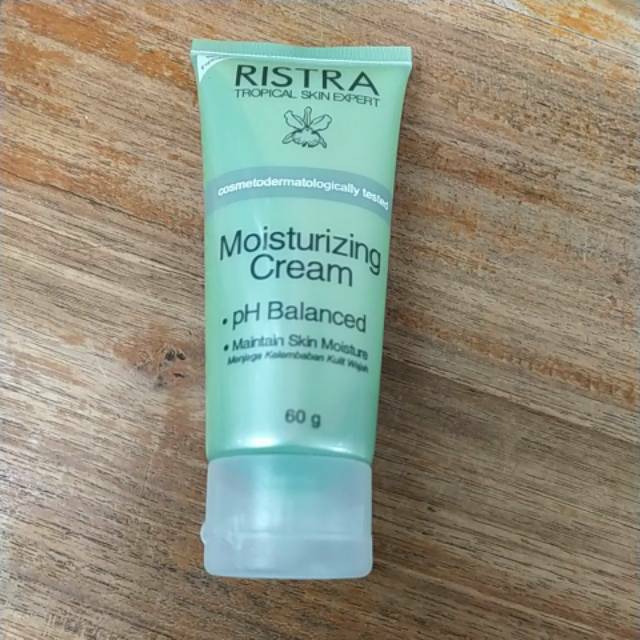 RISTRA
TROPICAL SKIN EXPERT
cosmetodermatologically tested
Moisturizing
Cream
• pH Balanced
• Maintain Skin Moisture
Menjaga Kelembaban Kulit Wajah
60 g